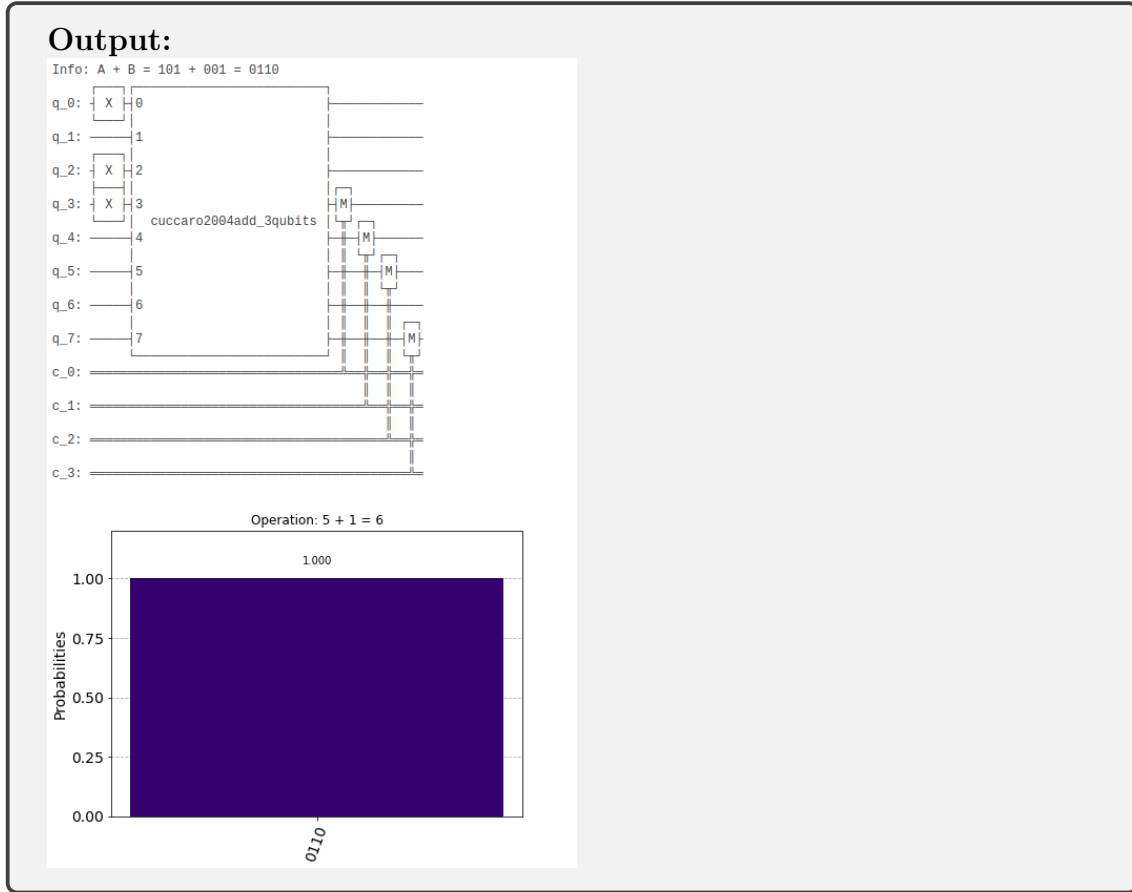 Output:
Info: A + B = 101 + 001 = 0110
q_0: X 0
q_1: 1
q_2: X 2
q_3: X 3 M
cuccaro2004add_3qubits
q_4: 4 M
q_5: 5 M
q_6: 6
q_7: 7 M
c_0:
c_1:
c_2:
c_3:
Operation: 5 + 1 = 6
1.000
1.00
0.75
0.50
0.25
0.00
Probabilities
0110